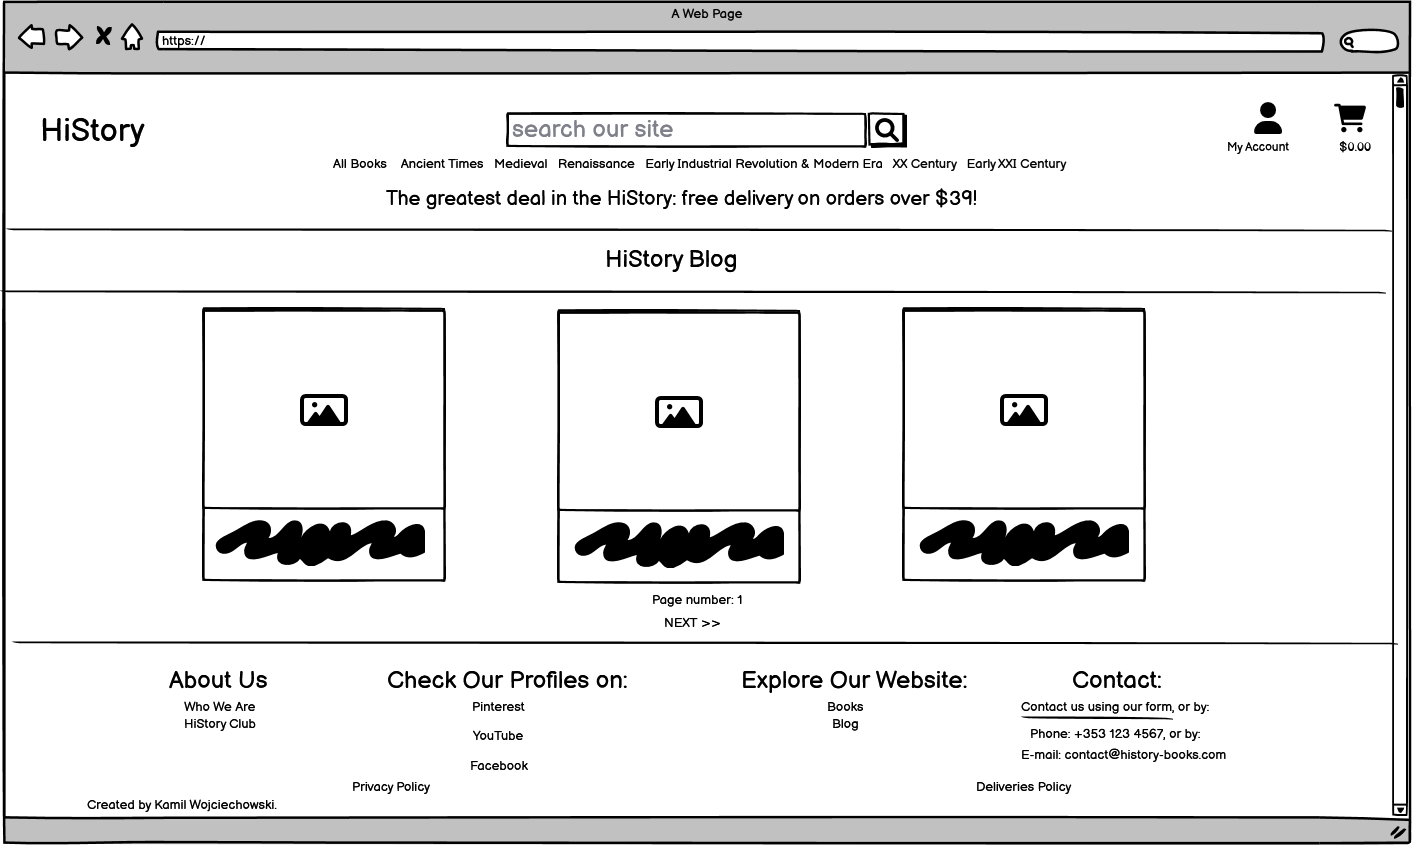 A Web Page
https://
HiStory
search our site
My Account
$0.00
All Books Ancient Times Medieval Renaissance Early Industrial Revolution & Modern Era XX Century Early XXI Century
The greatest deal in the HiStory: free delivery on orders over $39!
HiStory Blog
Page number: 1
NEXT >>
About Us
Who We Are
HiStory Club
Check Our Profiles on:
Pinterest
YouTube
Facebook
Explore Our Website:
Books
Blog
Contact:
Contact us using our form, or by:
Phone: +353 123 4567, or by:
E-mail: contact@history-books.com
Privacy Policy
Deliveries Policy
Created by Kamil Wojciechowski.